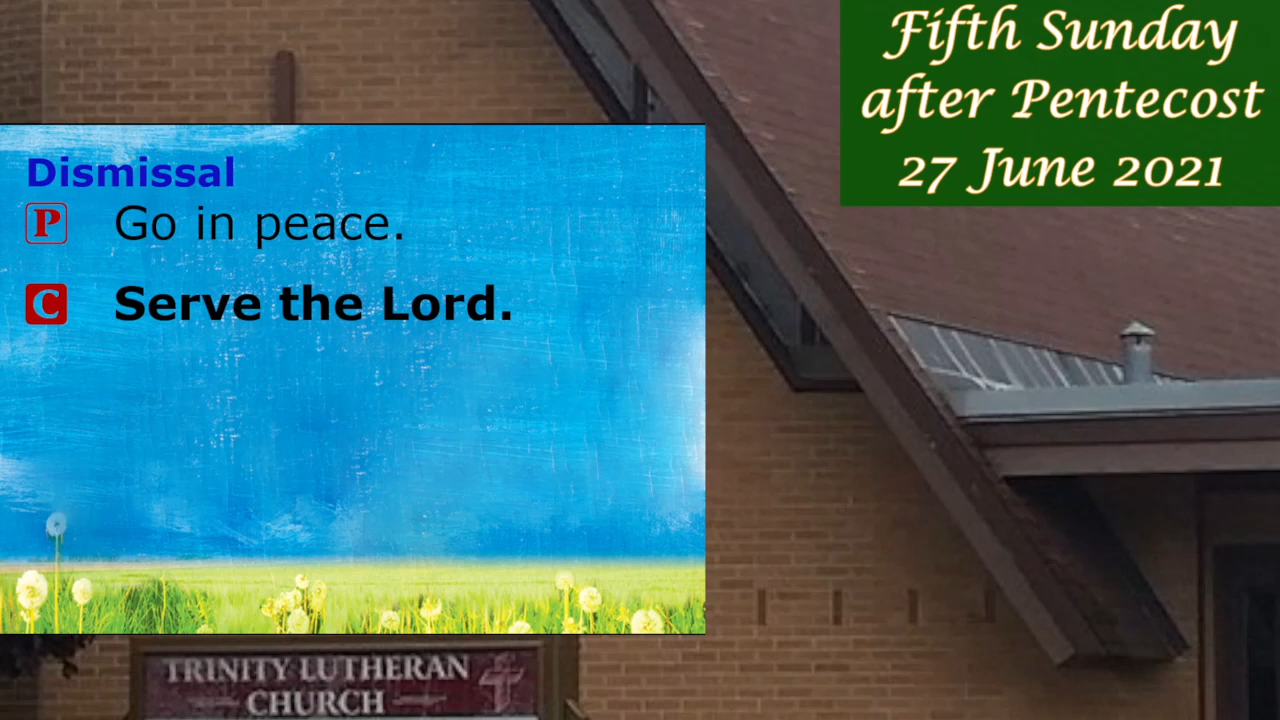 Fifth Sunday
after Pentecost
27 June 2021
Dismissal
P Go in peace.
C Serve the Lord.
TRINITY LUTHERAN
CHURCH